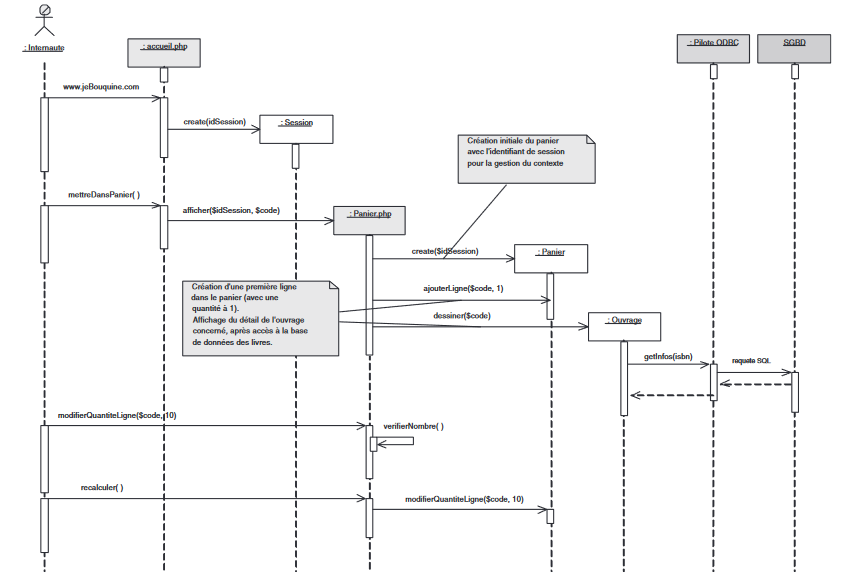 : Internaute
: accueil.php
: Pilote ODBC
SGBD
www.jeBouquine.com
create(idSession)
: Session
Création initiale du panier
avec l'identifiant de session
pour la gestion du contexte
mettreDansPanier( )
afficher($idSession, $code)
: Panier.php
create($idSession)
: Panier
Création d'une première ligne
dans le panier (avec une
quantité à 1).
Affichage du détail de l'ouvrage
concerné, après accès à la base
de données des livres.
ajouterLigne($code, 1)
dessiner($code)
: Ouvrage
getInfos(isbn)
requete SQL
modifierQuantiteLigne($code, 10)
verifierNombre( )
recalculer( )
modifierQuantiteLigne($code, 10)